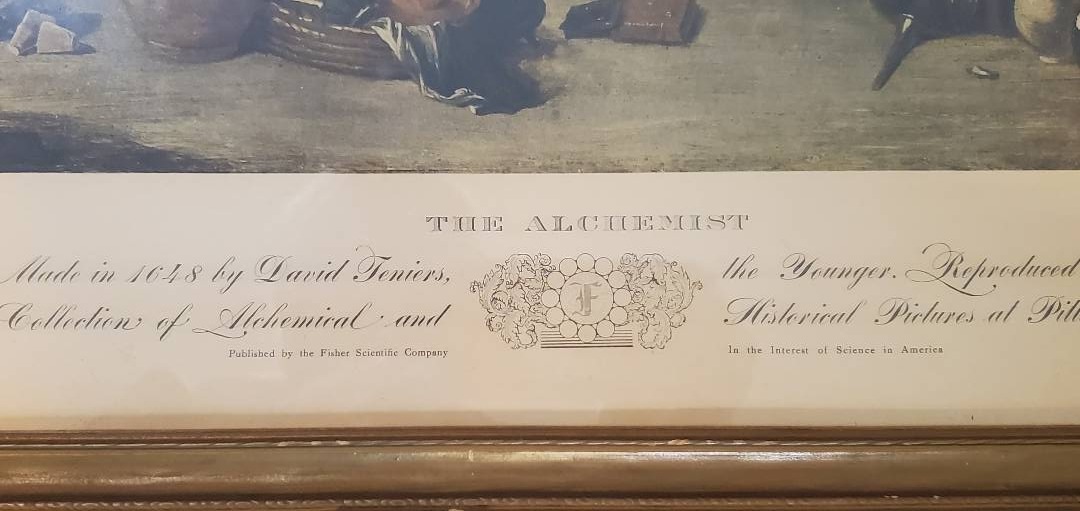 THE ALCHEMIST
Made in 1648 by David Teniers, the Younger. Reproduced
Collection of Alchemical and Historical Pictures at
F
Published by the Fisher Scientific Company In the Interest of Science in America